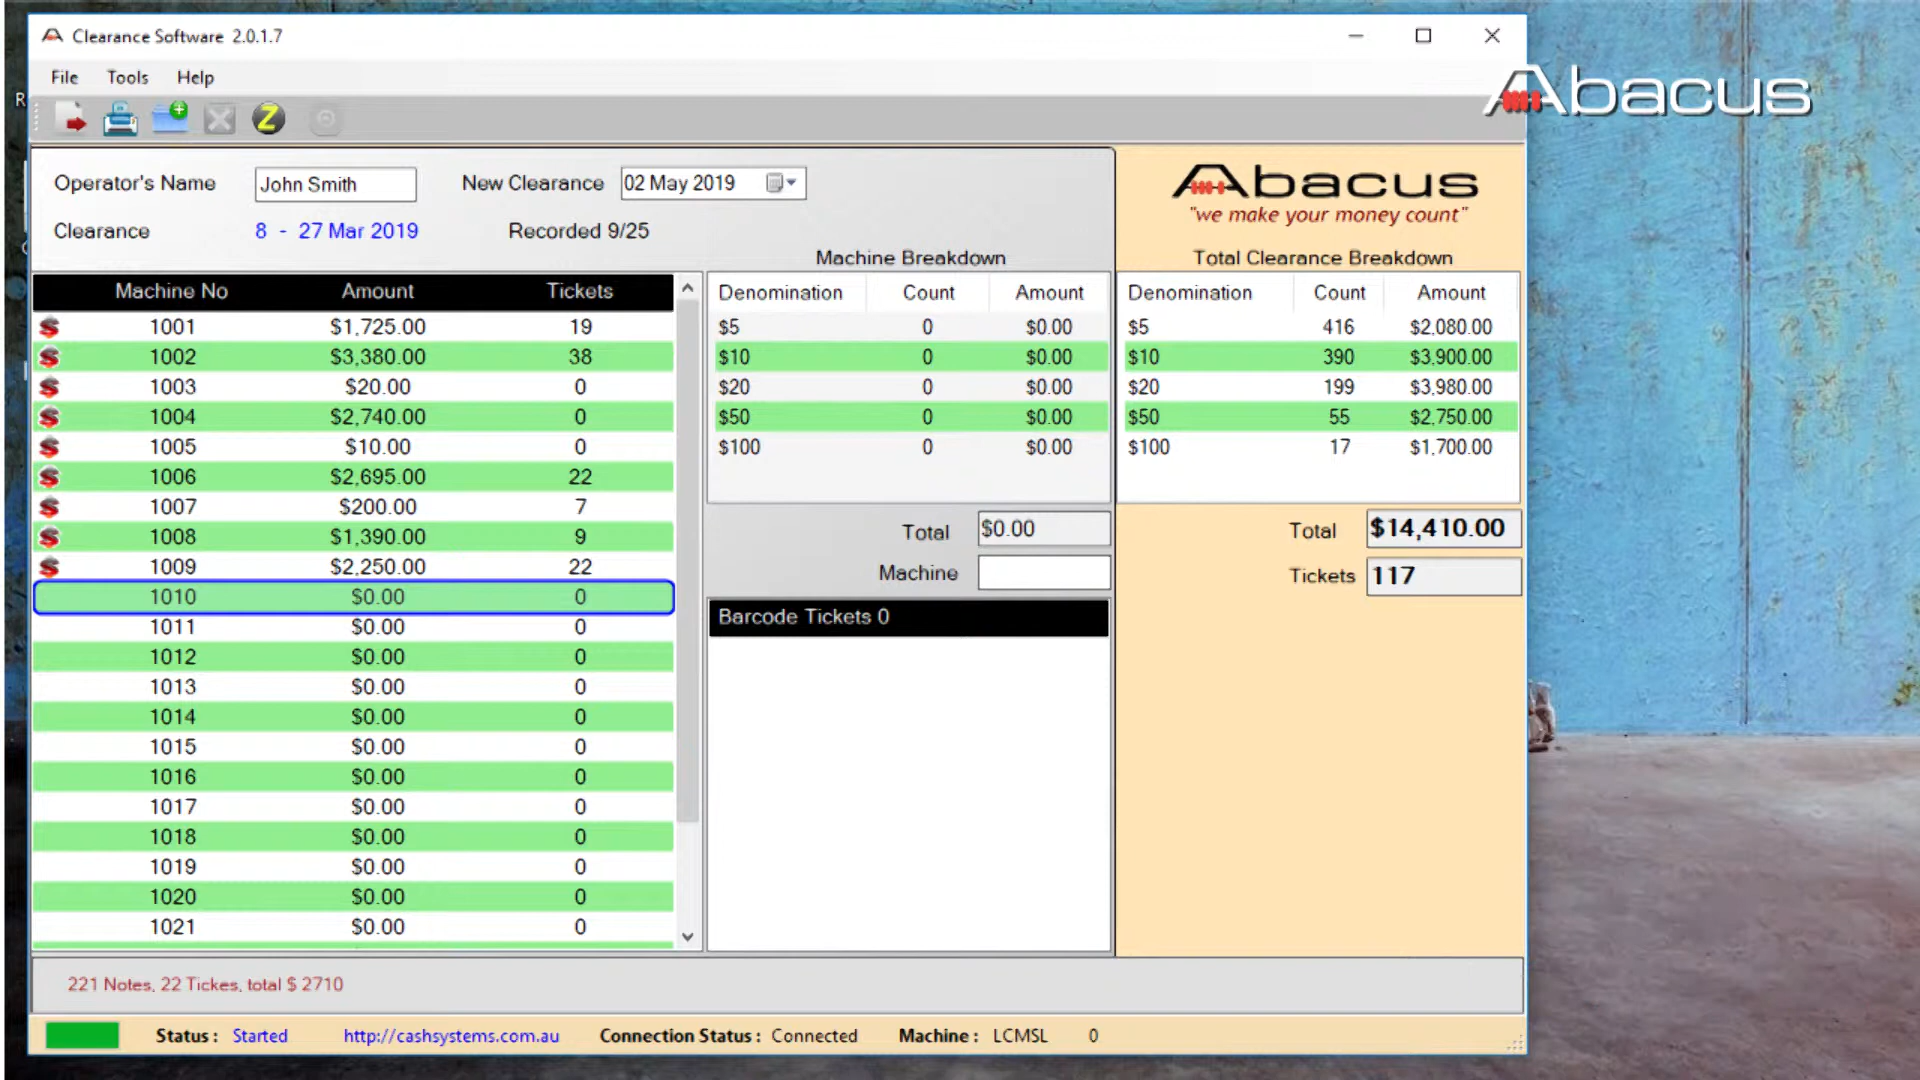 Clearance Software 2.0.1.7
File Tools Help
Abacus
Operator's Name John Smith New Clearance 02 May 2019
Clearance 8 - 27 Mar 2019 Recorded 9/25
Abacus
"we make your money count"
Machine Breakdown Total Clearance Breakdown
Machine No Amount Tickets
1001 $1,725.00 19
1002 $3,380.00 38
1003 $20.00 0
1004 $2,740.00 0
1005 $10.00 0
1006 $2,695.00 22
1007 $200.00 7
1008 $1,390.00 9
1009 $2,250.00 22
1010 $0.00 0
1011 $0.00 0
1012 $0.00 0
1013 $0.00 0
1014 $0.00 0
1015 $0.00 0
1016 $0.00 0
1017 $0.00 0
1018 $0.00 0
1019 $0.00 0
1020 $0.00 0
1021 $0.00 0
Denomination Count Amount
$5 0 $0.00
$10 0 $0.00
$20 0 $0.00
$50 0 $0.00
$100 0 $0.00
Total $0.00
Machine
Barcode Tickets 0
Denomination Count Amount
$5 416 $2,080.00
$10 390 $3,900.00
$20 199 $3,980.00
$50 55 $2,750.00
$100 17 $1,700.00
Total $14,410.00
Tickets 117
221 Notes, 22 Tickes, total $ 2710
Status : Started http://cashsystems.com.au Connection Status : Connected Machine : LCMSL 0